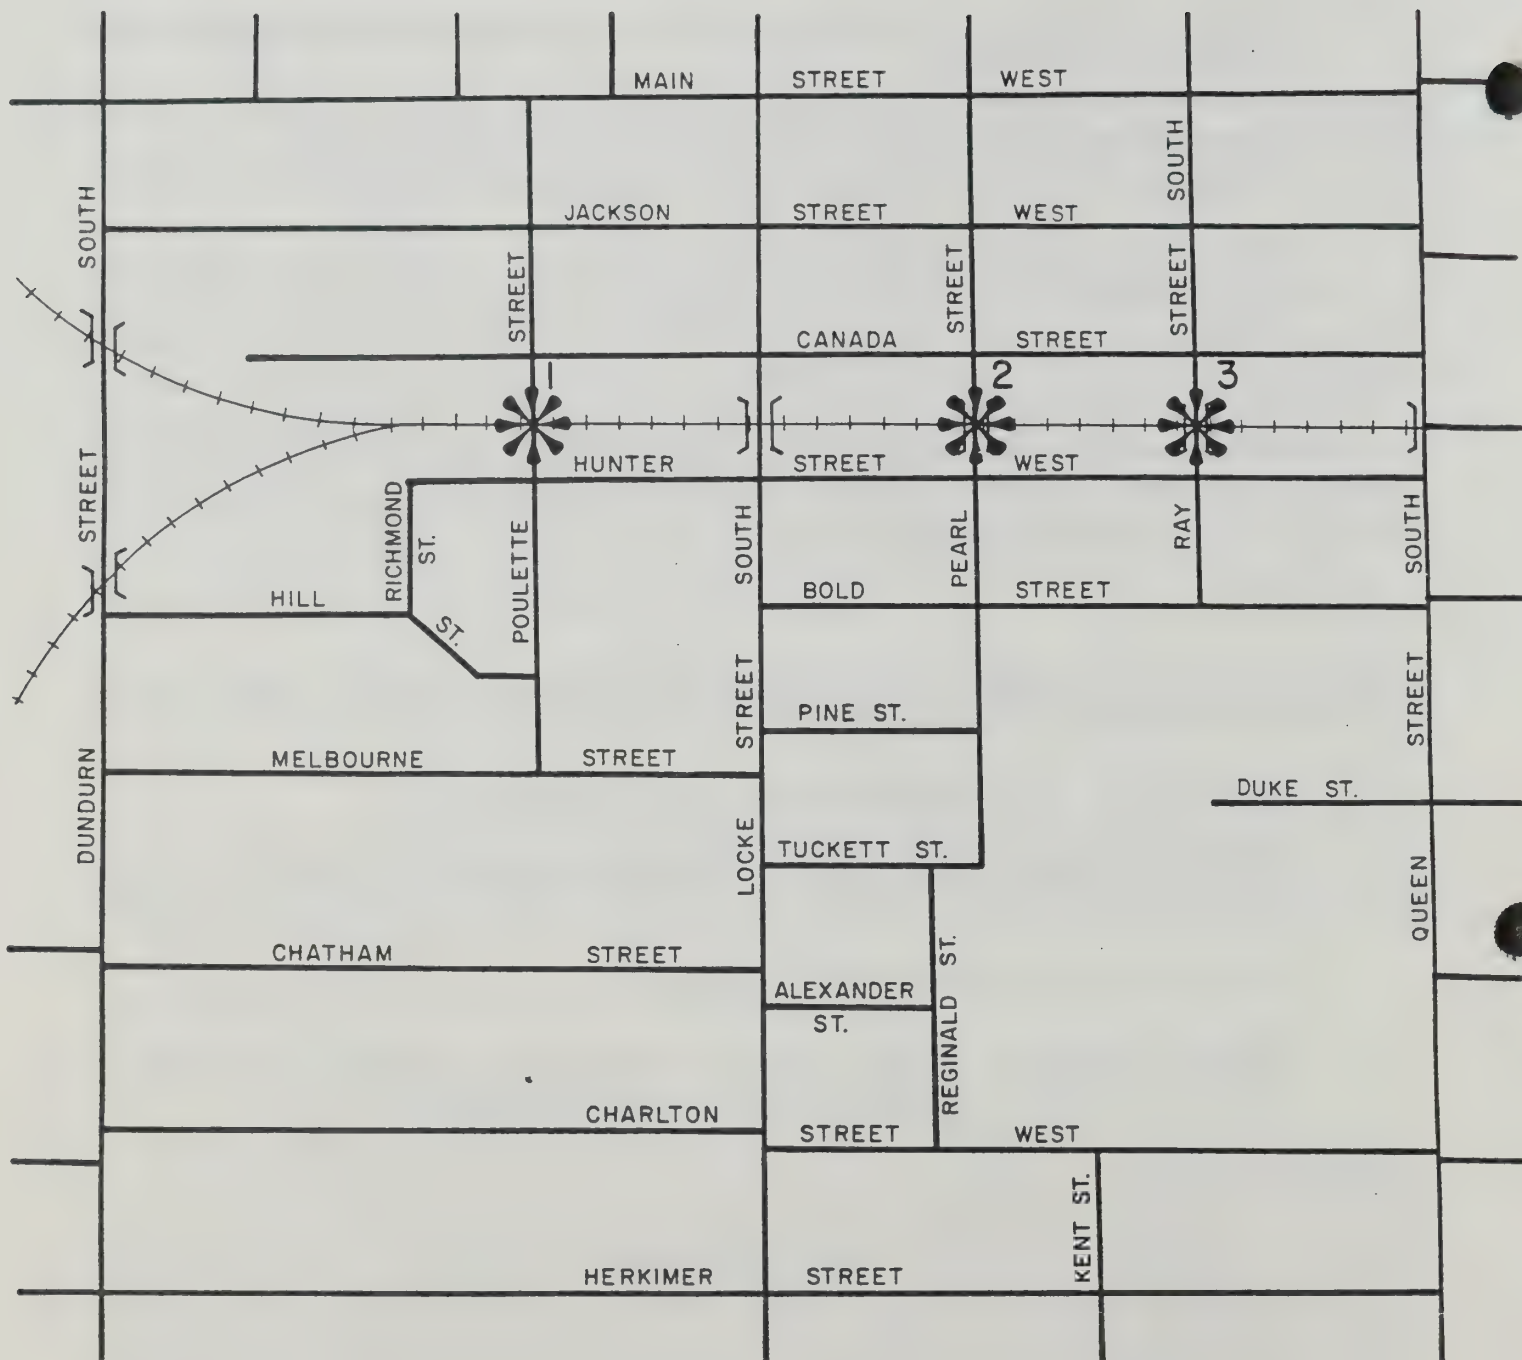 MAIN STREET WEST
JACKSON STREET WEST
CANADA STREET
1
2
3
HUNTER STREET WEST
BOLD STREET
HILL ST.
RICHMOND ST.
PINE ST.
MELBOURNE STREET
DUKE ST.
TUCKETT ST.
CHATHAM STREET
ALEXANDER
ST.
CHARLTON STREET WEST
HERKIMER STREET
DUNDURN STREET SOUTH
POULETTE STREET
LOCKE STREET SOUTH
PEARL STREET
RAY STREET SOUTH
REGINALD ST.
KENT ST.
QUEEN STREET SOUTH